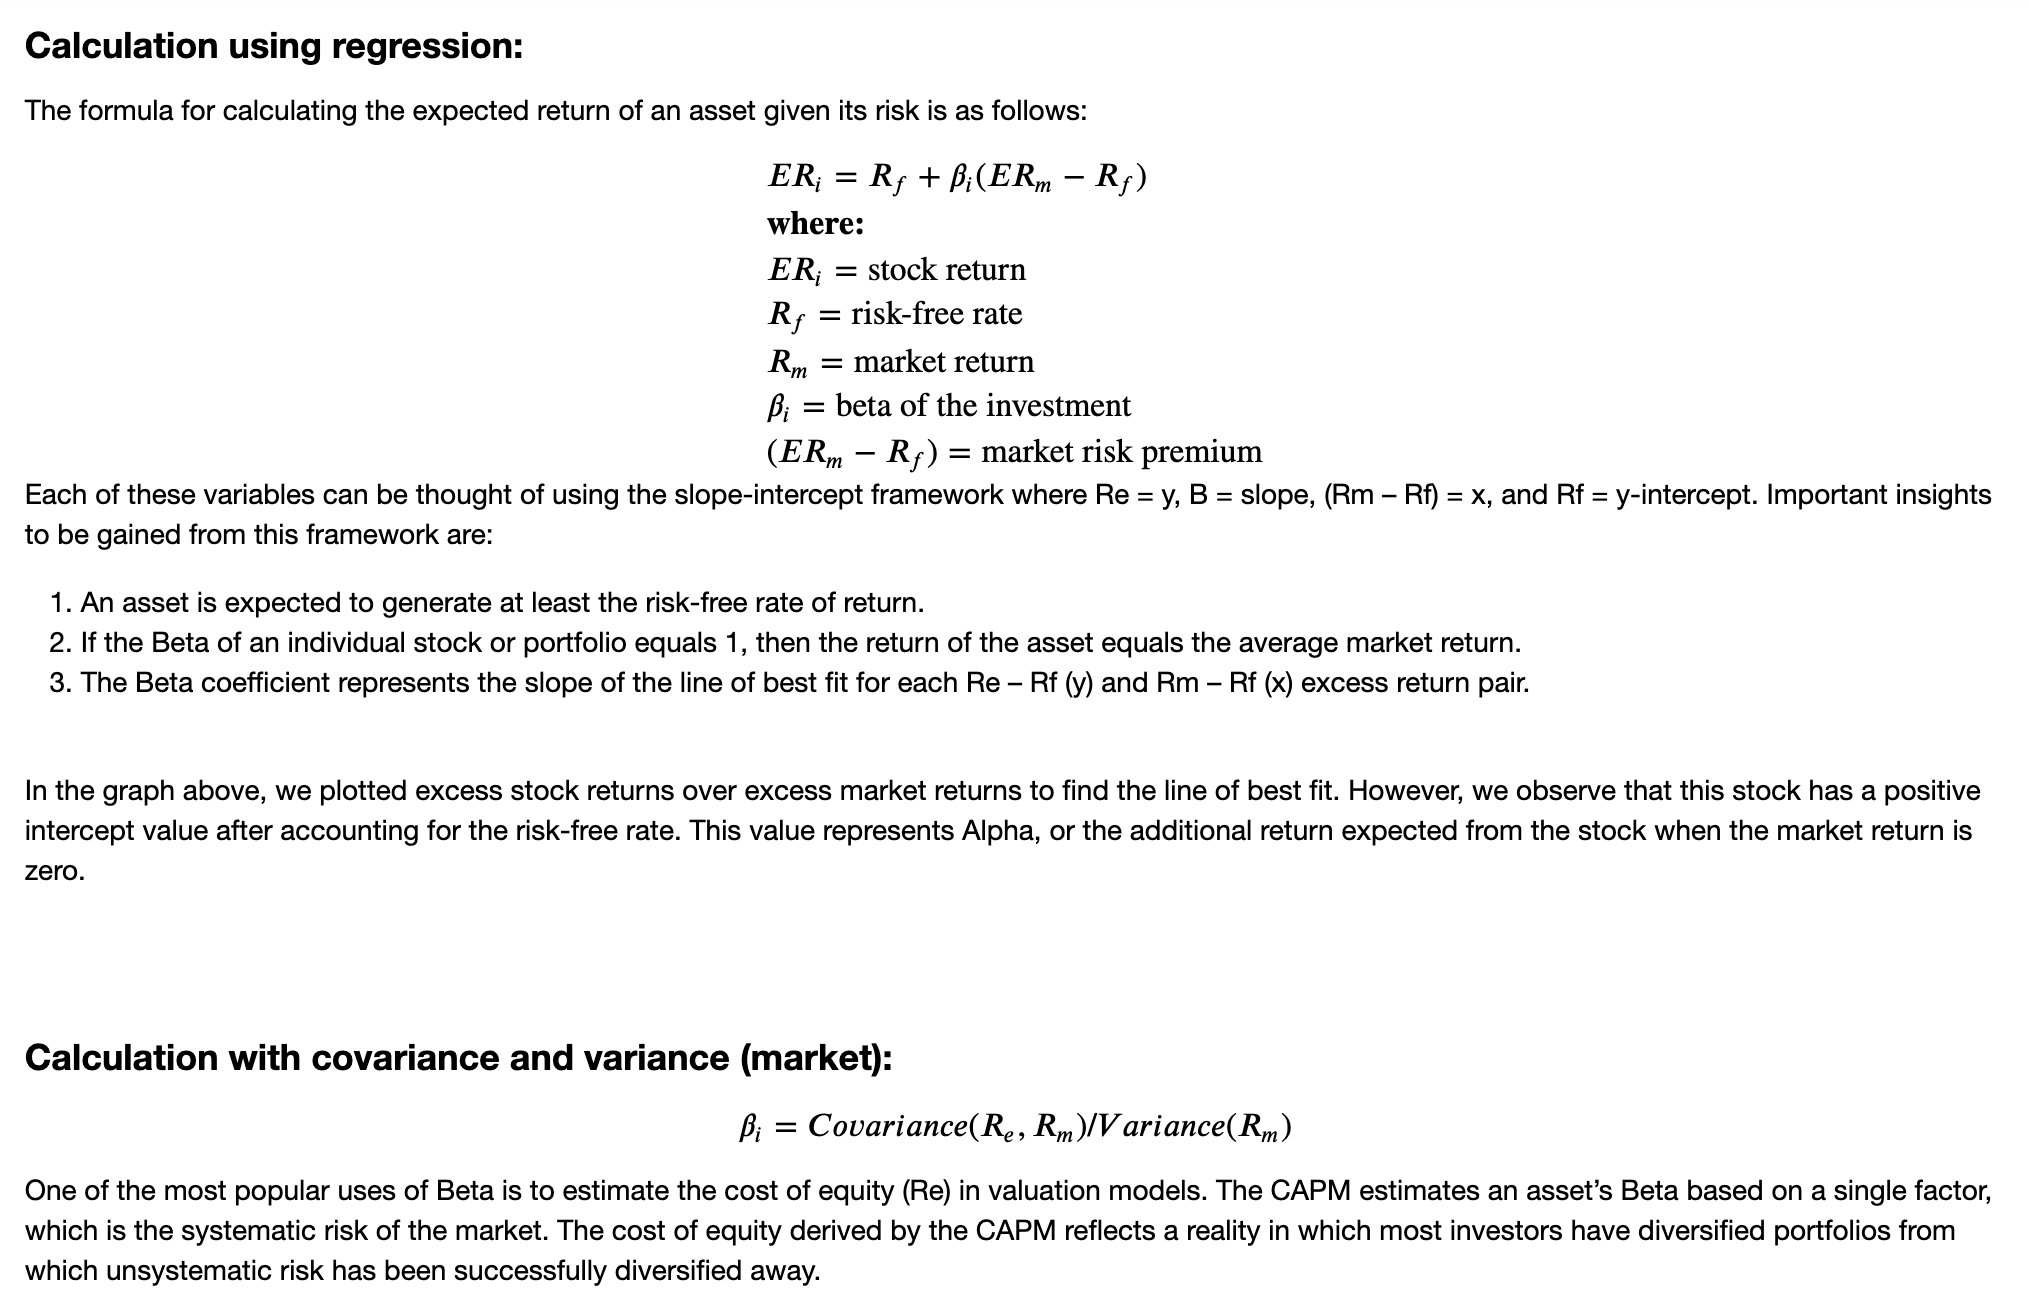 Calculation using regression:
The formula for calculating the expected return of an asset given its risk is as follows:
ERᵢ = R_f + βᵢ(ERₘ − R_f)
where:
ERᵢ = stock return
R_f = risk-free rate
Rₘ = market return
βᵢ = beta of the investment
(ERₘ − R_f) = market risk premium
Each of these variables can be thought of using the slope-intercept framework where Re = y, B = slope, (Rm – Rf) = x, and Rf = y-intercept. Important insights
to be gained from this framework are:
1. An asset is expected to generate at least the risk-free rate of return.
2. If the Beta of an individual stock or portfolio equals 1, then the return of the asset equals the average market return.
3. The Beta coefficient represents the slope of the line of best fit for each Re – Rf (y) and Rm – Rf (x) excess return pair.
In the graph above, we plotted excess stock returns over excess market returns to find the line of best fit. However, we observe that this stock has a positive
intercept value after accounting for the risk-free rate. This value represents Alpha, or the additional return expected from the stock when the market return is
zero.
Calculation with covariance and variance (market):
βᵢ = Covariance(Rₑ, Rₘ)/Variance(Rₘ)
One of the most popular uses of Beta is to estimate the cost of equity (Re) in valuation models. The CAPM estimates an asset’s Beta based on a single factor,
which is the systematic risk of the market. The cost of equity derived by the CAPM reflects a reality in which most investors have diversified portfolios from
which unsystematic risk has been successfully diversified away.